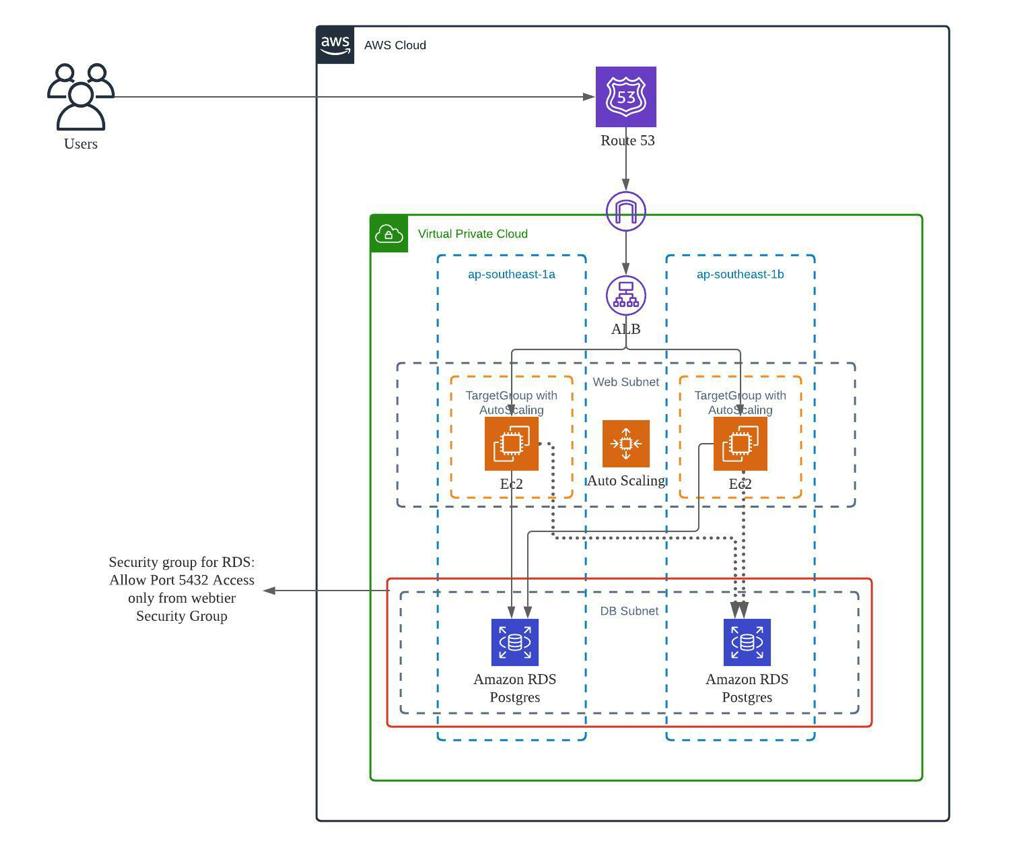 aws
AWS Cloud
53
Users
Route 53
Virtual Private Cloud
ap-southeast-1a
ap-southeast-1b
ALB
Web Subnet
TargetGroup with
AutoScaling
TargetGroup with
AutoScaling
Ec2
Auto Scaling
Ec2
Security group for RDS:
Allow Port 5432 Access
only from webtier
Security Group
DB Subnet
Amazon RDS
Postgres
Amazon RDS
Postgres